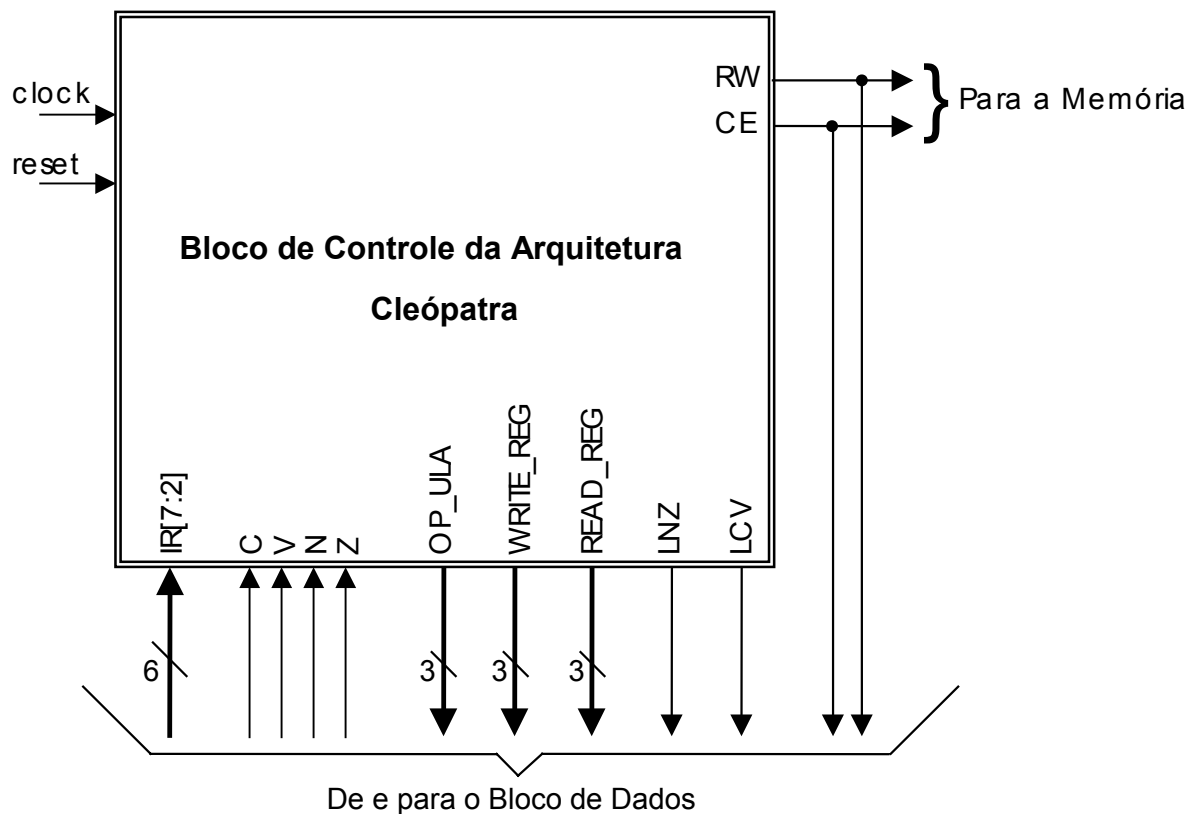 clock
reset
RW
CE
} Para a Memória
Bloco de Controle da Arquitetura
Cleópatra
IR[7:2]
C
V
N
Z
OP_ULA
WRITE_REG
READ_REG
LNZ
LCV
6
3
3
3
De e para o Bloco de Dados